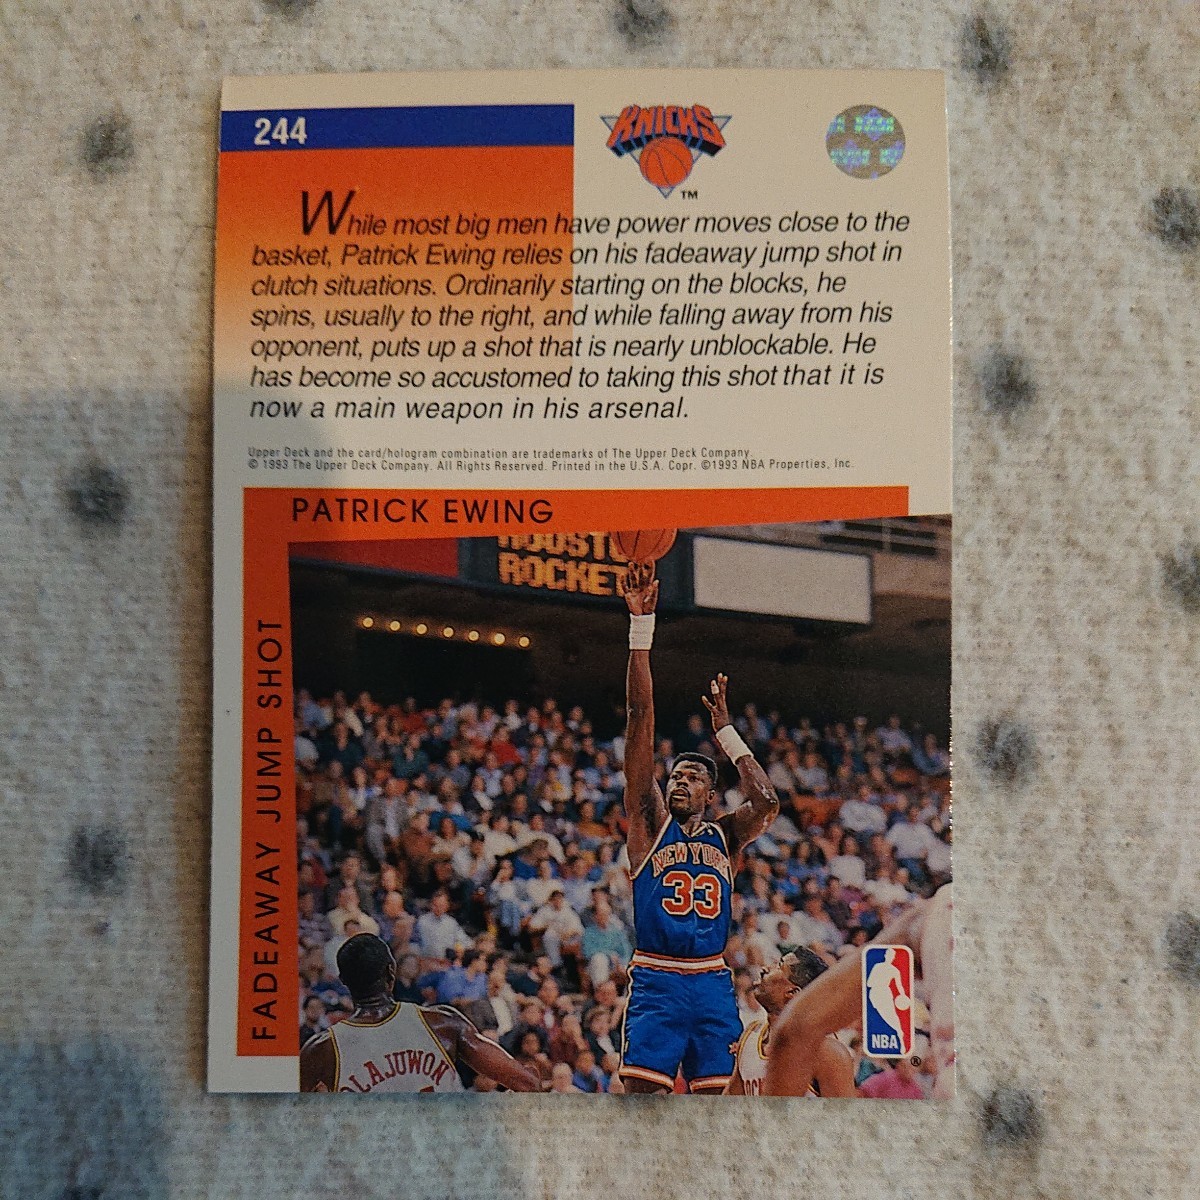 244
KNICKS
TM
While most big men have power moves close to the
basket, Patrick Ewing relies on his fadeaway jump shot in
clutch situations. Ordinarily starting on the blocks, he
spins, usually to the right, and while falling away from his
opponent, puts up a shot that is nearly unblockable. He
has become so accustomed to taking this shot that it is
now a main weapon in his arsenal.
Upper Deck and the card/hologram combination are trademarks of The Upper Deck Company.
© 1993 The Upper Deck Company. All Rights Reserved. Printed in the U.S.A. Copr. ©1993 NBA Properties, Inc.
PATRICK EWING
FADEAWAY JUMP SHOT
HOUSTO
ROCKET
NEW YORK
33
OLAJUWON
NBA
®